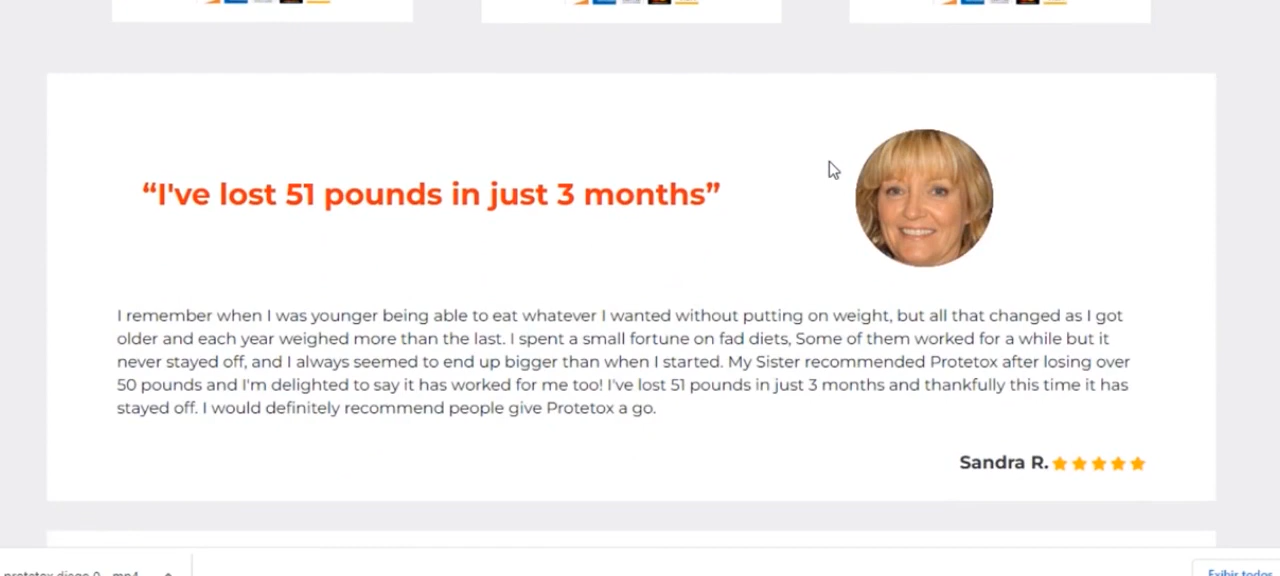 “I've lost 51 pounds in just 3 months”
I remember when I was younger being able to eat whatever I wanted without putting on weight, but all that changed as I got
older and each year weighed more than the last. I spent a small fortune on fad diets, Some of them worked for a while but it
never stayed off, and I always seemed to end up bigger than when I started. My Sister recommended Protetox after losing over
50 pounds and I'm delighted to say it has worked for me too! I've lost 51 pounds in just 3 months and thankfully this time it has
stayed off. I would definitely recommend people give Protetox a go.
Sandra R.
Exibir todos